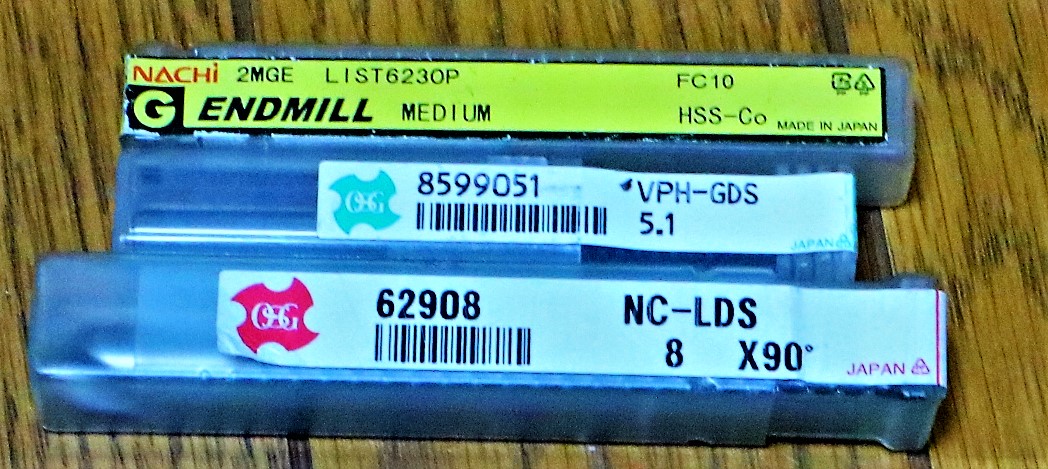 NACHi 2MGE LIST6230P FC10
G ENDMILL MEDIUM HSS-Co MADE IN JAPAN
OSG 8599051 VPH-GDS
5.1
JAPAN
OSG 62908 NC-LDS
8 X90°
JAPAN